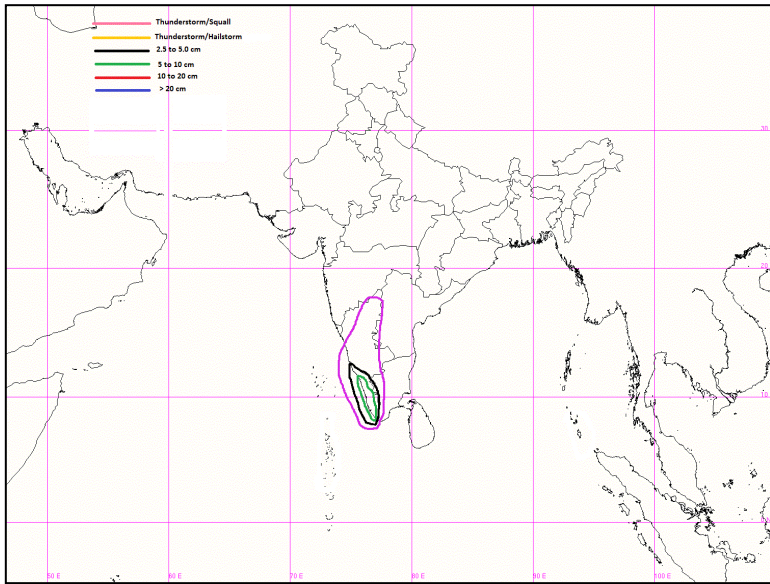 Thunderstorm/Squall
Thunderstorm/Hailstorm
2.5 to 5.0 cm
5 to 10 cm
10 to 20 cm
> 20 cm
30
20
10
50 E
60 E
70 E
80 E
90 E
100 E